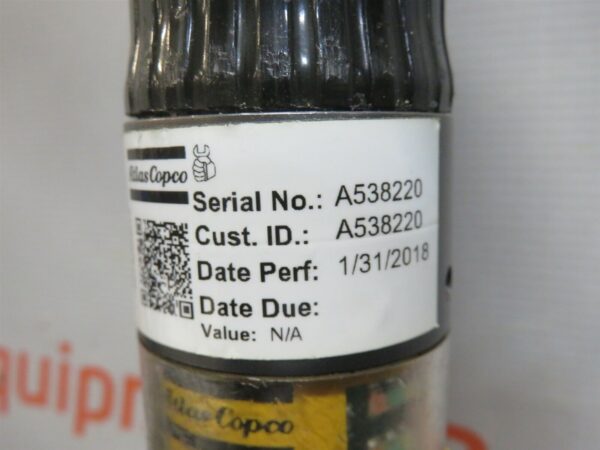 Atlas Copco
Serial No.: A538220
Cust. ID.: A538220
Date Perf: 1/31/2018
Date Due:
Value: N/A
Atlas Copco